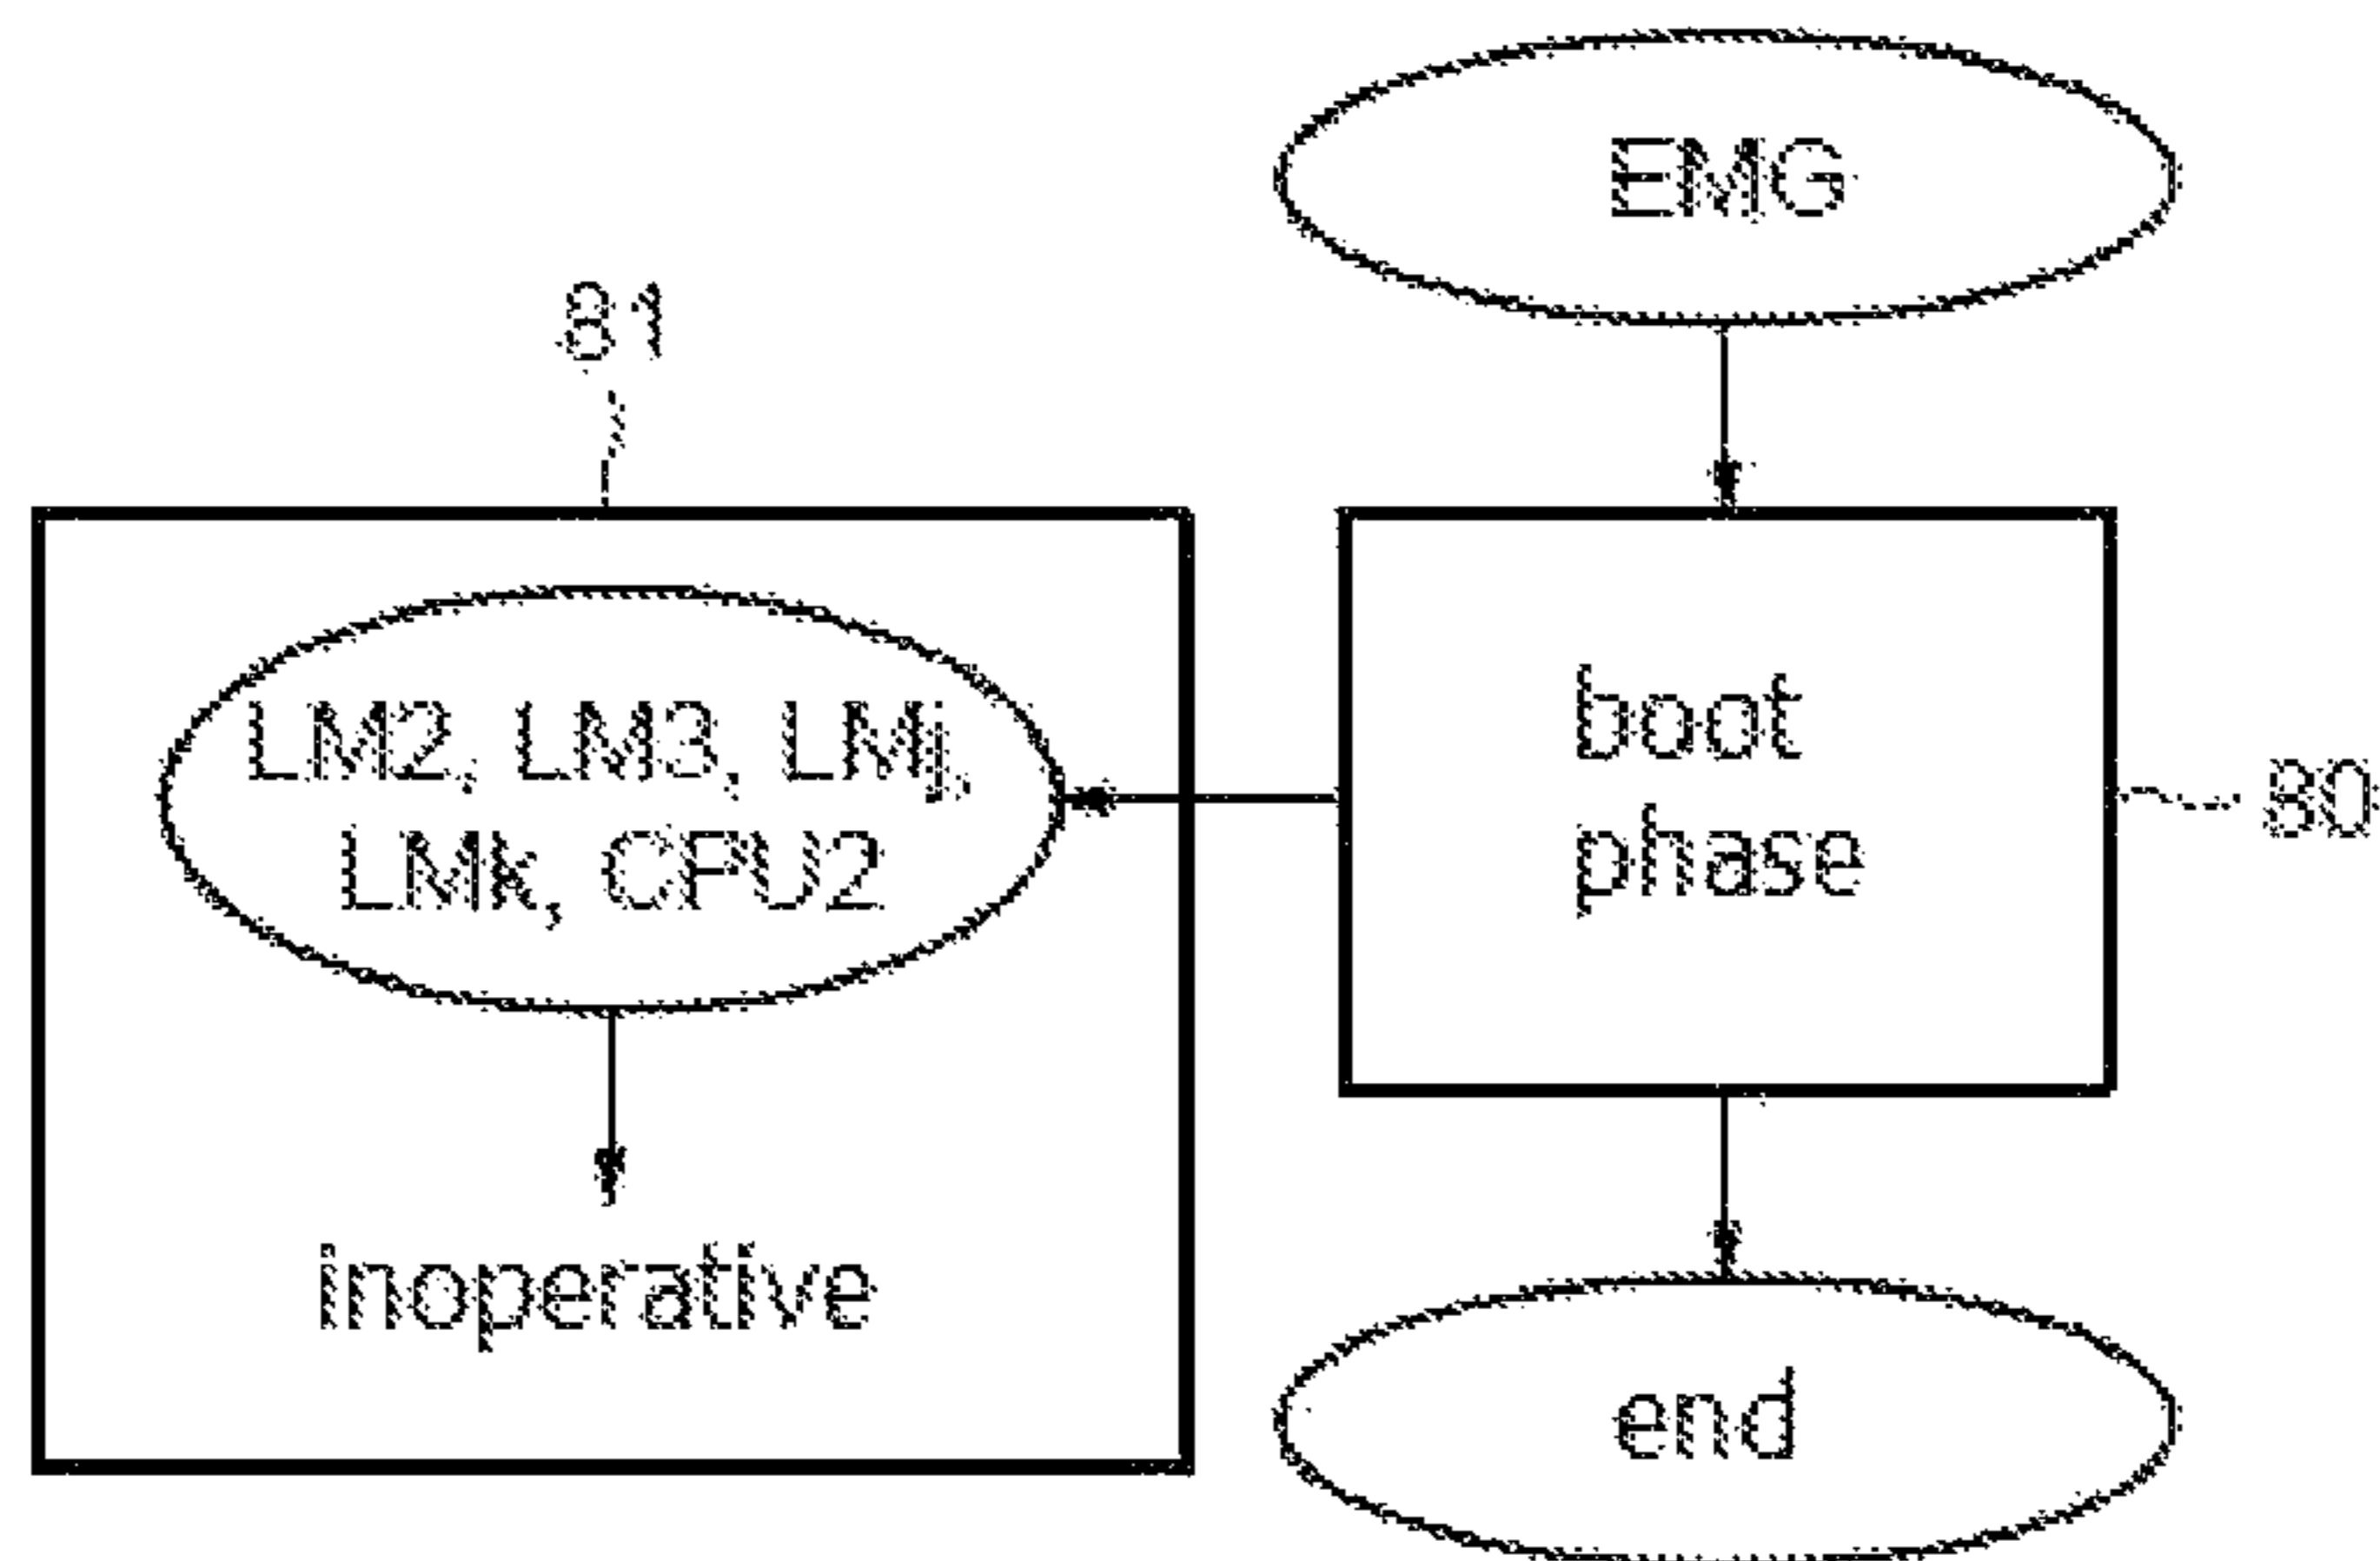 EMG
81
LM2, LM3, LMj,
LMk, CPU2
inoperative
boot
phase
80
end